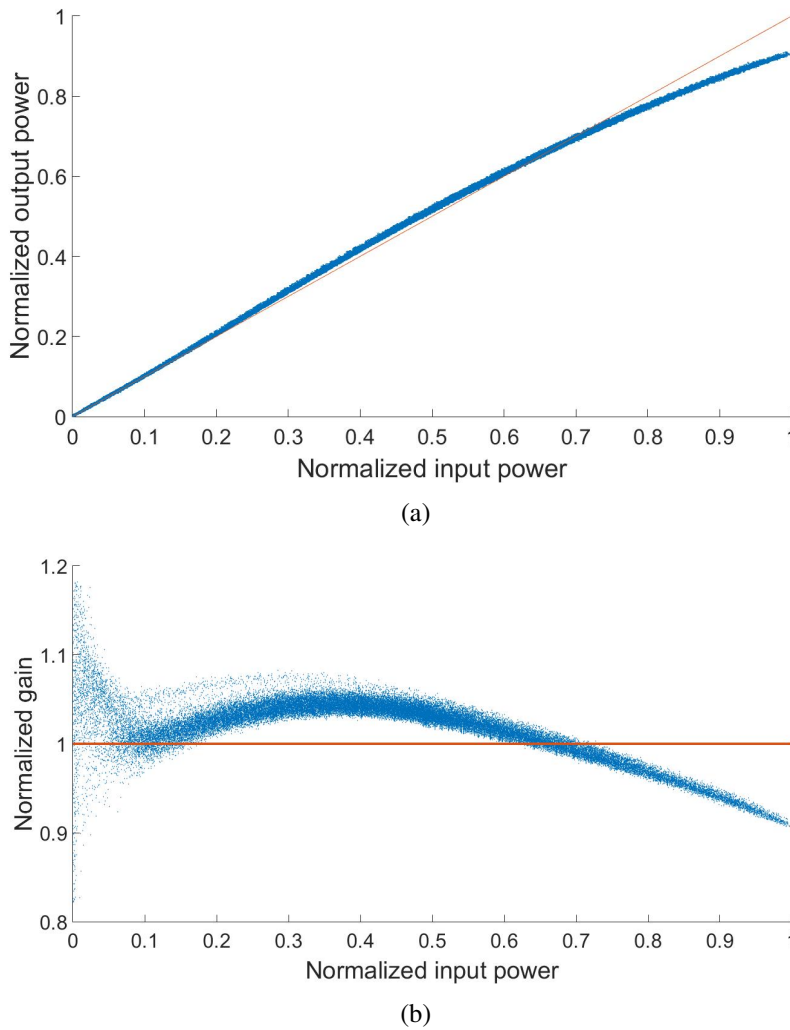 1
0.8
0.6
0.4
0.2
0
Normalized output power
0 0.1 0.2 0.3 0.4 0.5 0.6 0.7 0.8 0.9 1
Normalized input power
(a)
1.2
1.1
1
0.9
0.8
Normalized gain
0 0.1 0.2 0.3 0.4 0.5 0.6 0.7 0.8 0.9 1
Normalized input power
(b)